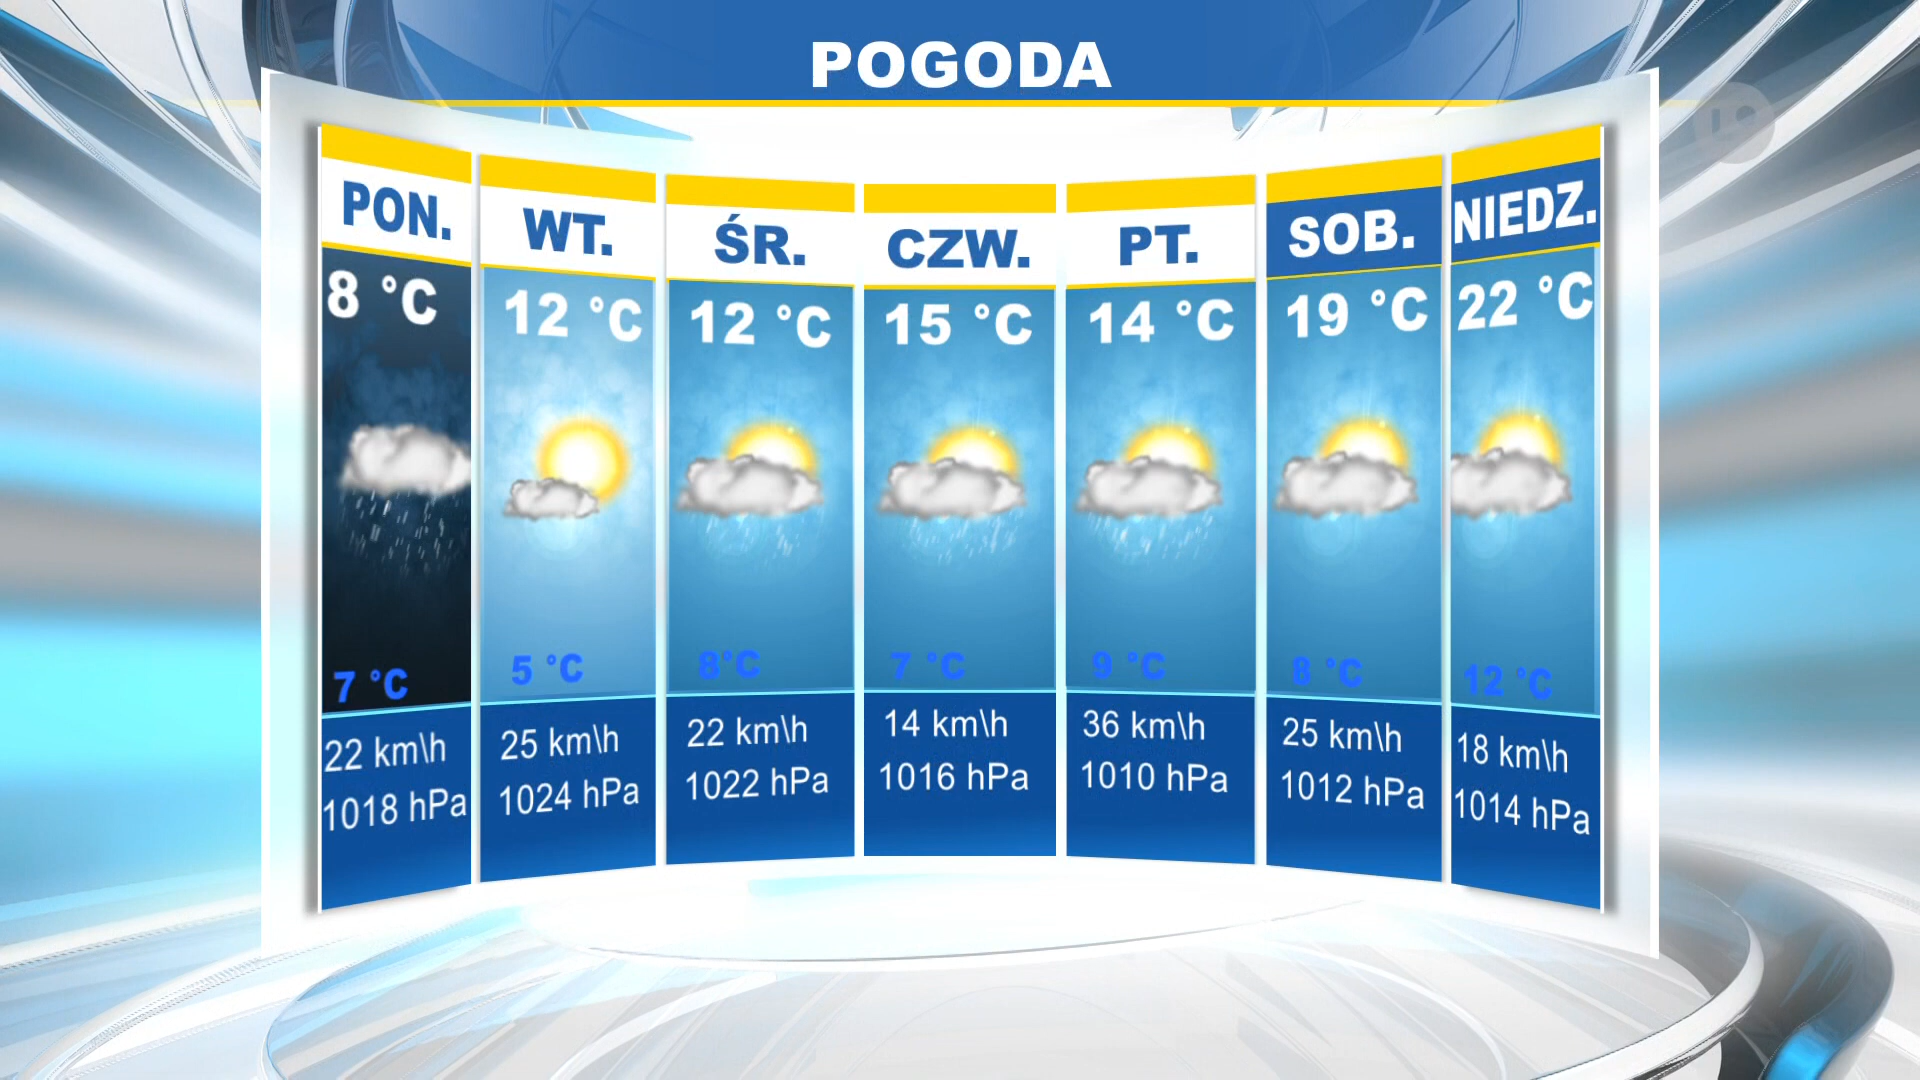 POGODA
PON.
8 °C
7 °C
22 km\h
1018 hPa
WT.
12 °C
5 °C
25 km\h
1024 hPa
ŚR.
12 °C
8°C
22 km\h
1022 hPa
CZW.
15 °C
7 °C
14 km\h
1016 hPa
PT.
14 °C
9 °C
36 km\h
1010 hPa
SOB.
19 °C
8 °C
25 km\h
1012 hPa
NIEDZ.
22 °C
12 °C
18 km\h
1014 hPa